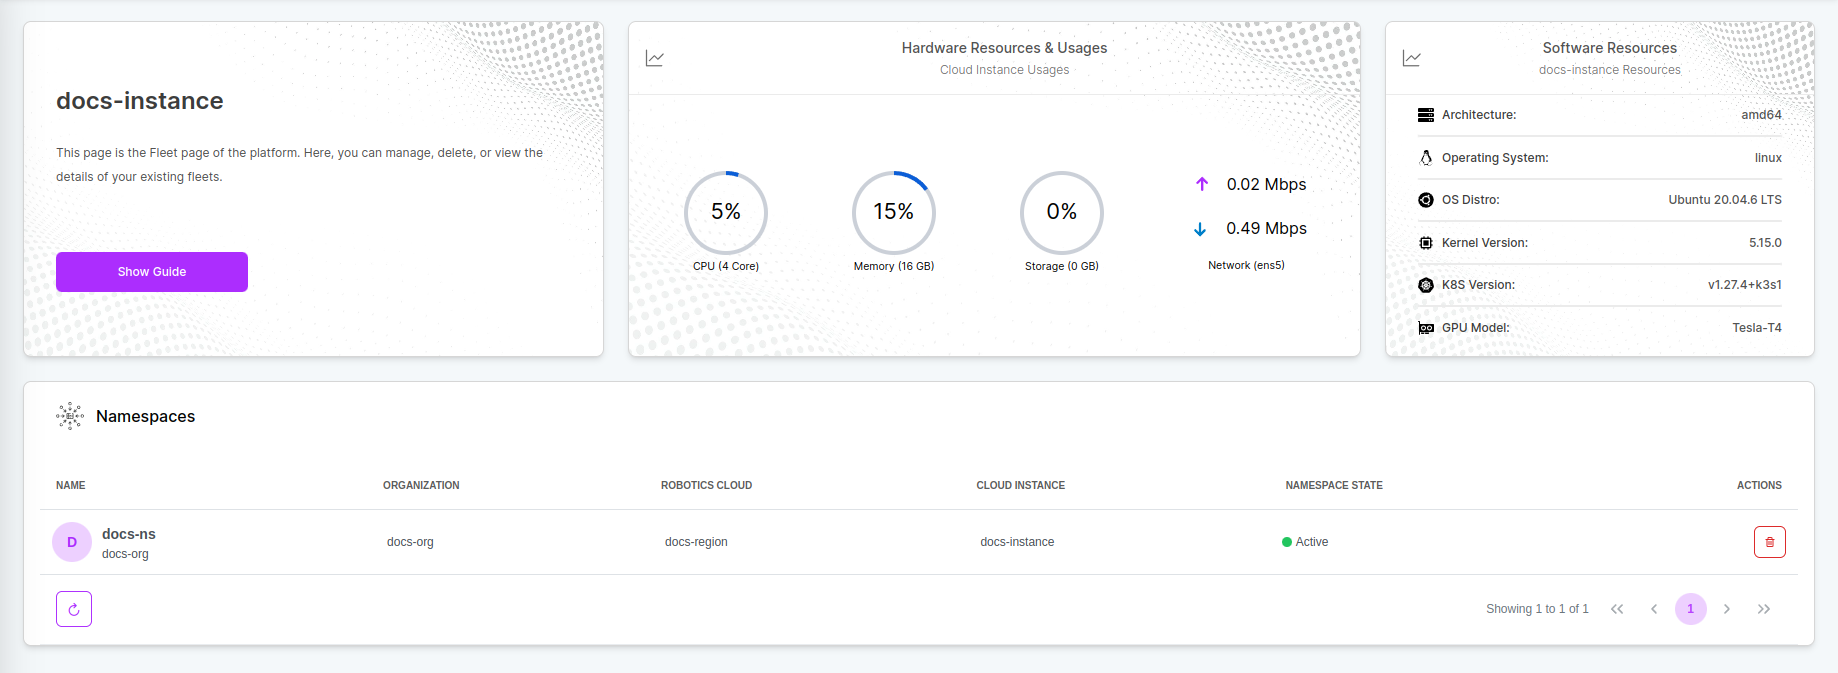 docs-instance
This page is the Fleet page of the platform. Here, you can manage, delete, or view the
details of your existing fleets.
Show Guide
Hardware Resources & Usages
Cloud Instance Usages
5%
CPU (4 Core)
15%
Memory (16 GB)
0%
Storage (0 GB)
0.02 Mbps
0.49 Mbps
Network (ens5)
Software Resources
docs-instance Resources
Architecture: amd64
Operating System: linux
OS Distro: Ubuntu 20.04.6 LTS
Kernel Version: 5.15.0
K8S Version: v1.27.4+k3s1
GPU Model: Tesla-T4
Namespaces
NAME ORGANIZATION ROBOTICS CLOUD CLOUD INSTANCE NAMESPACE STATE ACTIONS
D docs-ns docs-org docs-org docs-region docs-instance Active
Showing 1 to 1 of 1 1